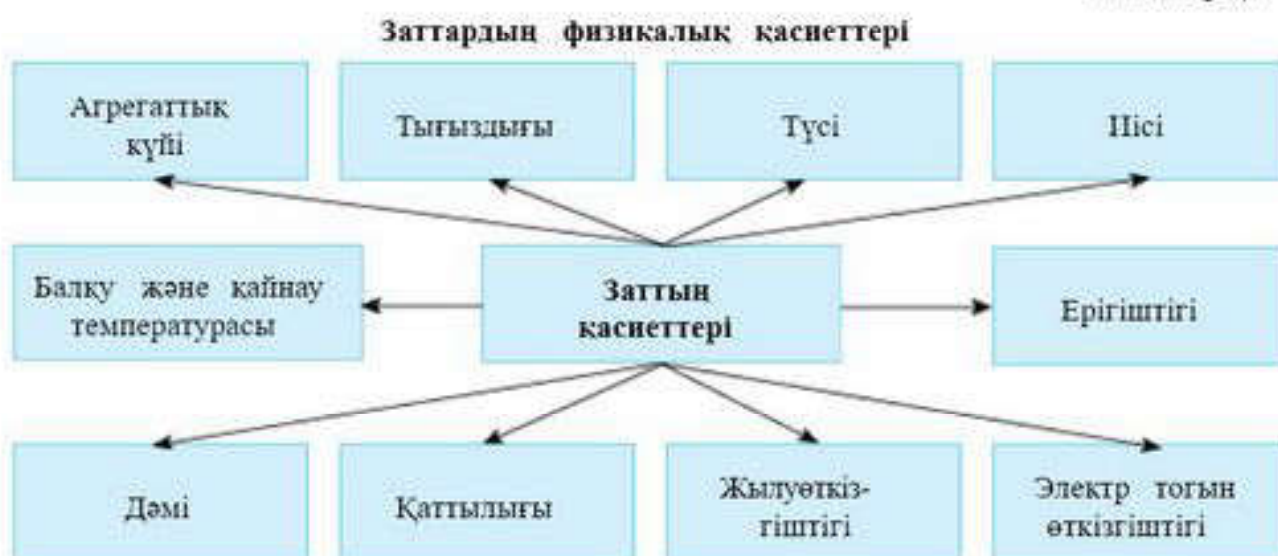 Заттардың физикалық қасиеттері
Агрегаттық
күйі
Тығыздығы
Түсі
Иісі
Балқу және қайнау
температурасы
Заттың
қасиеттері
Ерігіштігі
Дәмі
Қаттылығы
Жылуөткіз-
гіштігі
Электр тогын
өткізгіштігі